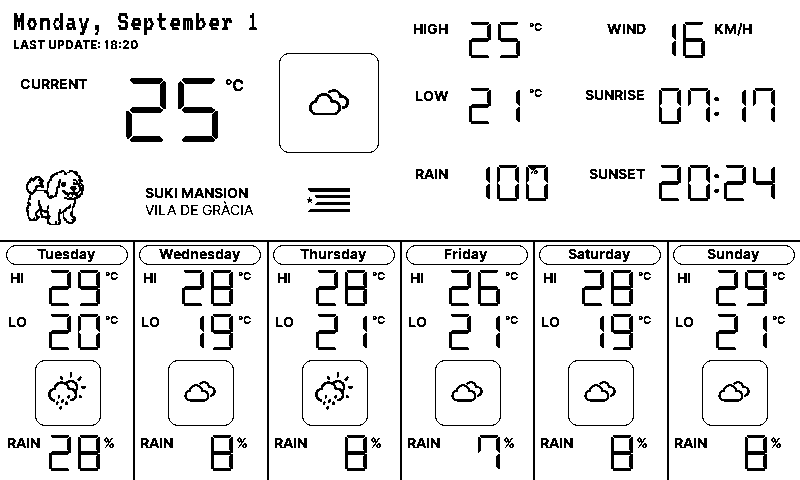 Monday, September 1
LAST UPDATE: 18:20
CURRENT 25 °C
SUKI MANSION
VILA DE GRÀCIA
HIGH 25 °C
WIND 16 KM/H
LOW 21 °C
SUNRISE 07:17
RAIN 100 %
SUNSET 20:24
Tuesday
HI 29 °C
LO 20 °C
RAIN 28 %
Wednesday
HI 28 °C
LO 19 °C
RAIN 8 %
Thursday
HI 28 °C
LO 21 °C
RAIN 8 %
Friday
HI 26 °C
LO 21 °C
RAIN 7 %
Saturday
HI 28 °C
LO 19 °C
RAIN 8 %
Sunday
HI 29 °C
LO 21 °C
RAIN 8 %